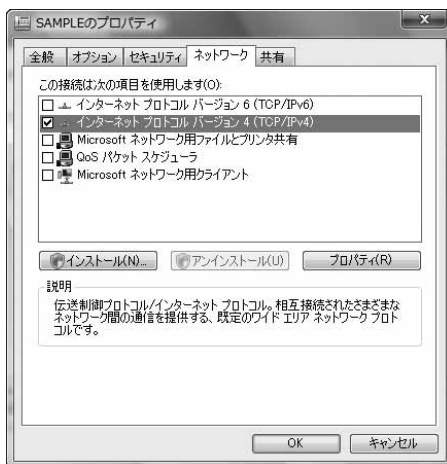 SAMPLEのプロパティ
全般 オプション セキュリティ ネットワーク 共有
この接続は次の項目を使用します(O):
インターネット プロトコル バージョン 6 (TCP/IPv6)
インターネット プロトコル バージョン 4 (TCP/IPv4)
Microsoft ネットワーク用ファイルとプリンタ共有
QoS パケット スケジューラ
Microsoft ネットワーク用クライアント
インストール(N)... アンインストール(U) プロパティ(R)
説明
伝送制御プロトコル/インターネット プロトコル。相互接続されたさまざまな
ネットワーク間の通信を提供する、既定のワイド エリア ネットワーク プロト
コルです。
OK キャンセル